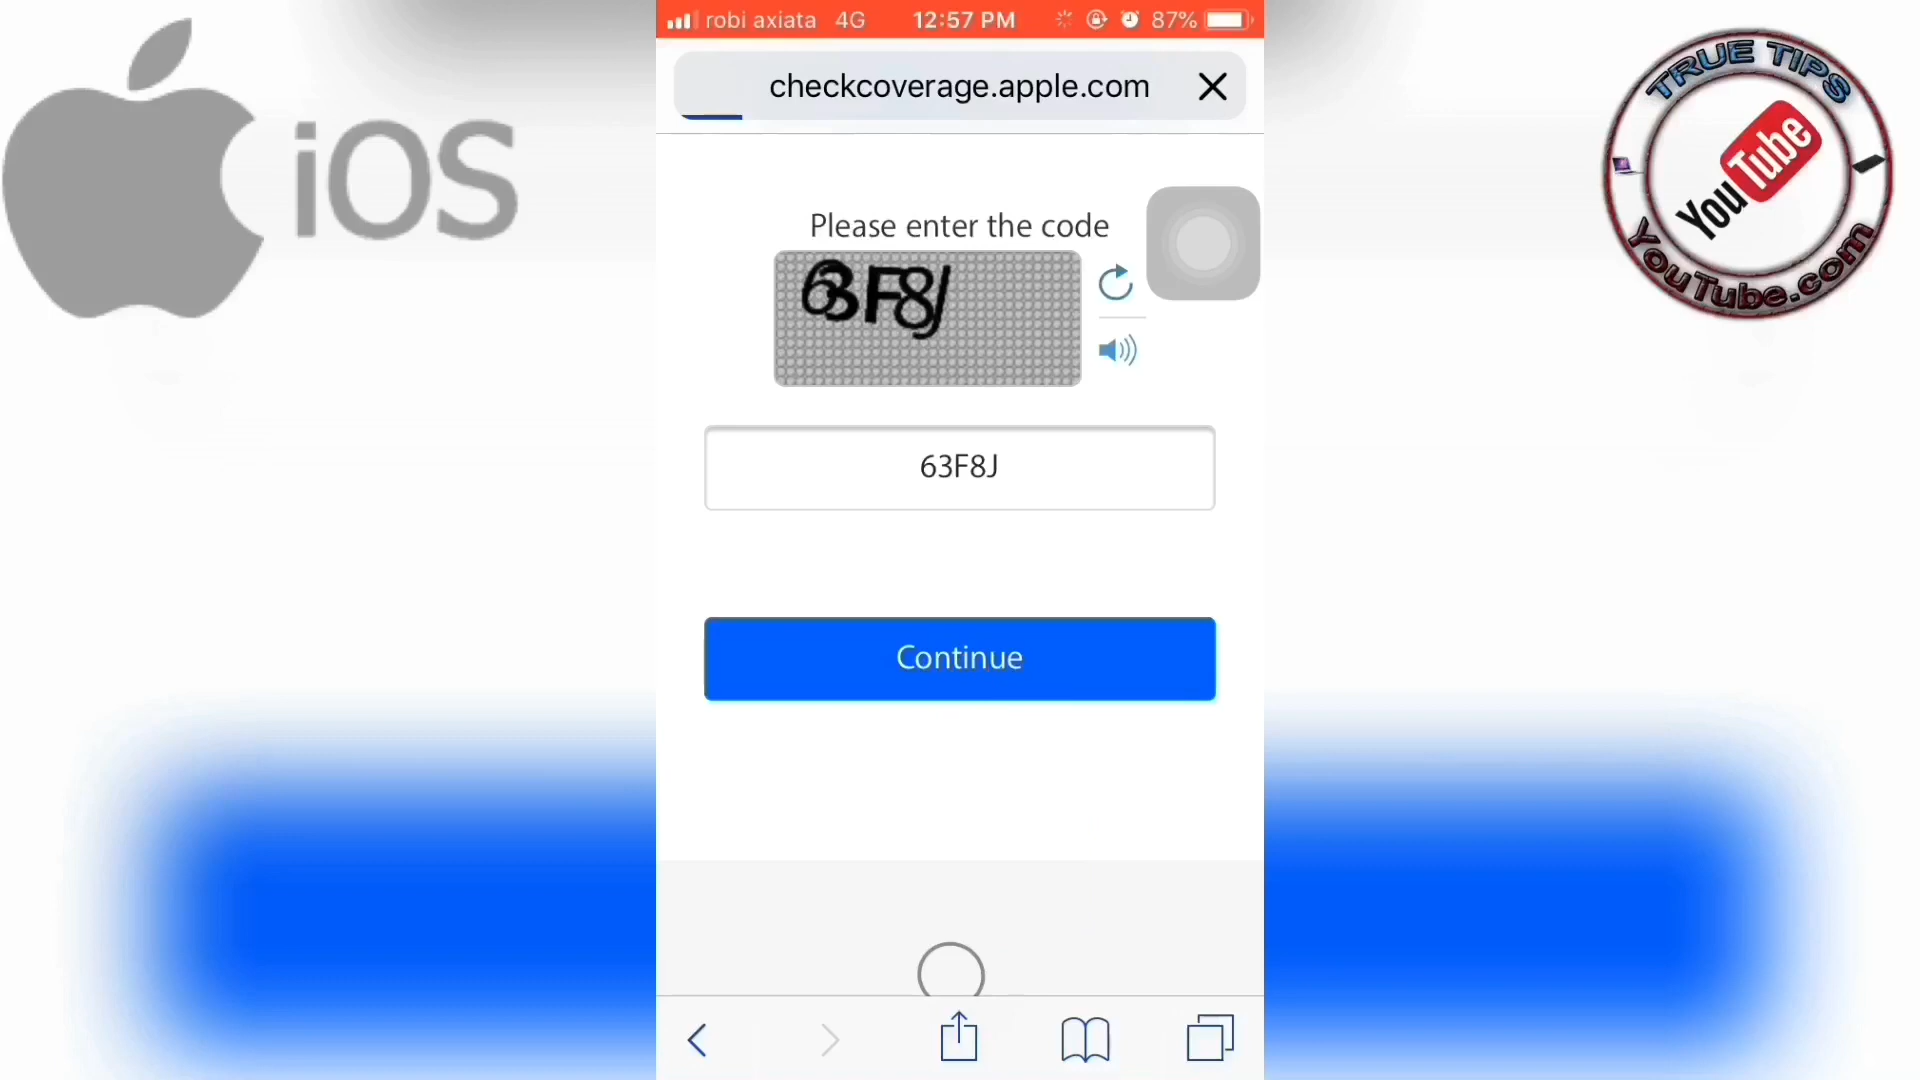 iOS
robi axiata 4G 12:57 PM 87%
checkcoverage.apple.com
Please enter the code
63F8J
63F8J
Continue
TRUE TIPS
YouTube
YouTube.com